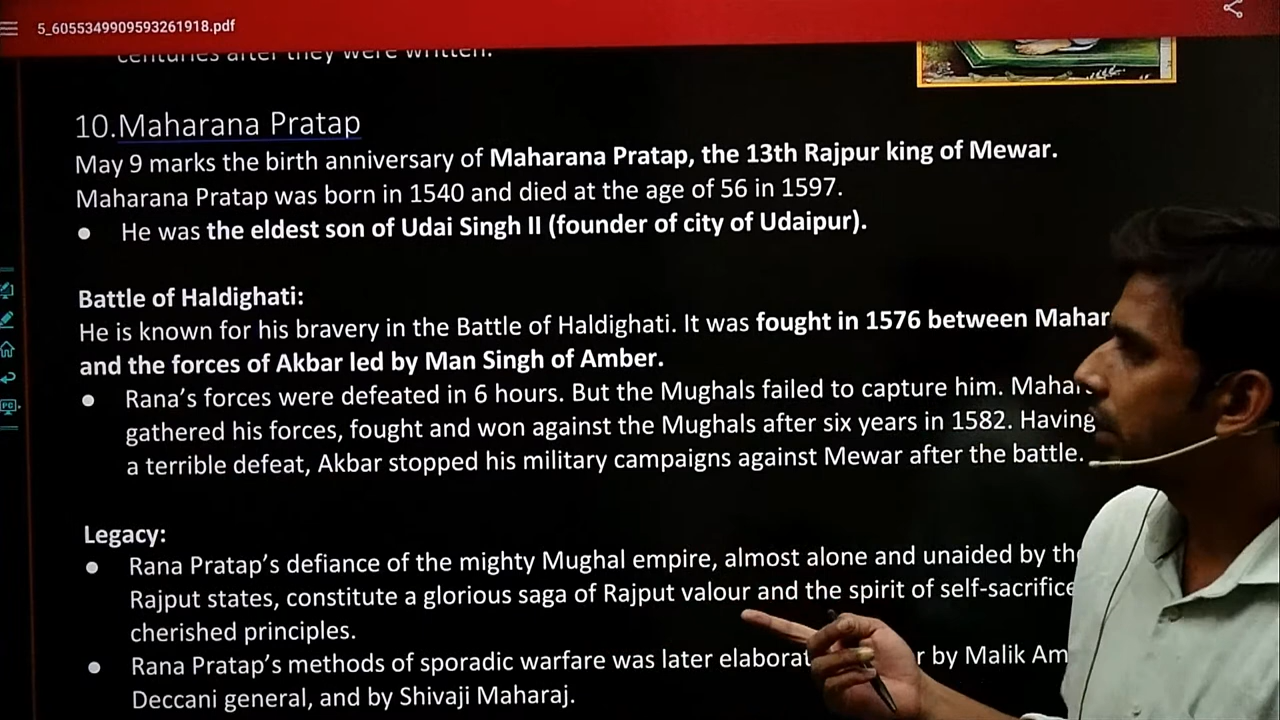 5_6055349909593261918.pdf
centuries after they were written.
10.Maharana Pratap
May 9 marks the birth anniversary of Maharana Pratap, the 13th Rajpur king of Mewar.
Maharana Pratap was born in 1540 and died at the age of 56 in 1597.
● He was the eldest son of Udai Singh II (founder of city of Udaipur).
Battle of Haldighati:
He is known for his bravery in the Battle of Haldighati. It was fought in 1576 between Mahar
and the forces of Akbar led by Man Singh of Amber.
● Rana's forces were defeated in 6 hours. But the Mughals failed to capture him. Mahar
gathered his forces, fought and won against the Mughals after six years in 1582. Having
a terrible defeat, Akbar stopped his military campaigns against Mewar after the battle.
Legacy:
● Rana Pratap's defiance of the mighty Mughal empire, almost alone and unaided by the
Rajput states, constitute a glorious saga of Rajput valour and the spirit of self-sacrifice
cherished principles.
● Rana Pratap's methods of sporadic warfare was later elaborat r by Malik Am
Deccani general, and by Shivaji Maharaj.